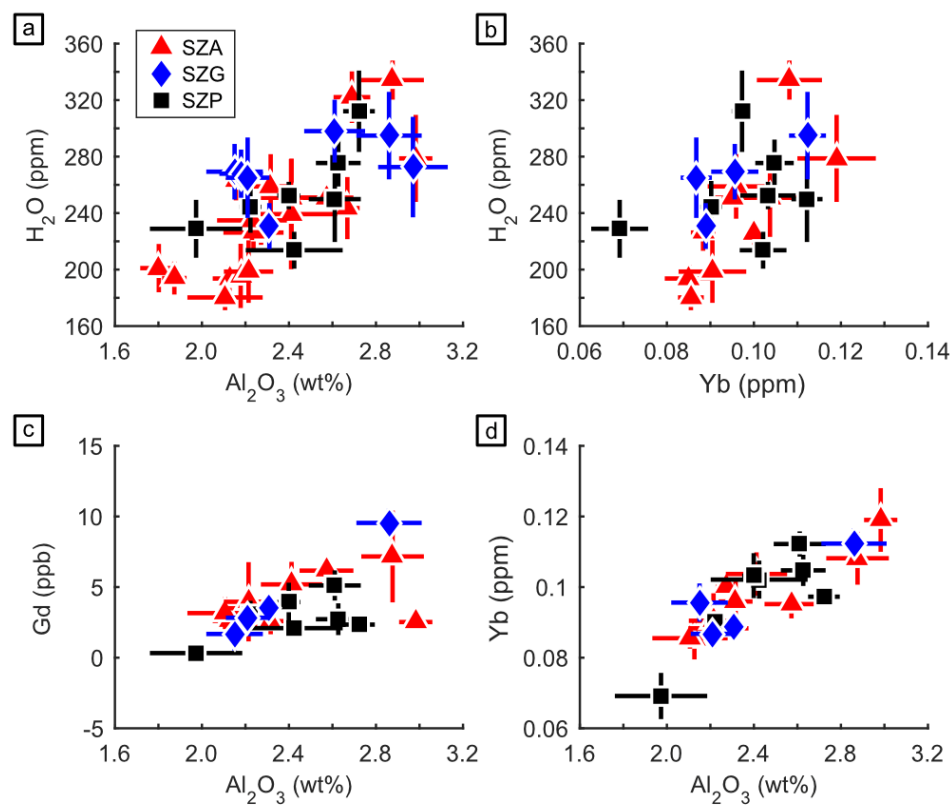 a
SZA
SZG
SZP
360
320
280
240
200
160
H₂O (ppm)
1.6 2.0 2.4 2.8 3.2
Al₂O₃ (wt%)
b
360
320
280
240
200
160
H₂O (ppm)
0.06 0.08 0.10 0.12 0.14
Yb (ppm)
c
15
10
5
0
-5
Gd (ppb)
1.6 2.0 2.4 2.8 3.2
Al₂O₃ (wt%)
d
0.14
0.12
0.1
0.08
0.06
Yb (ppm)
1.6 2.0 2.4 2.8 3.2
Al₂O₃ (wt%)